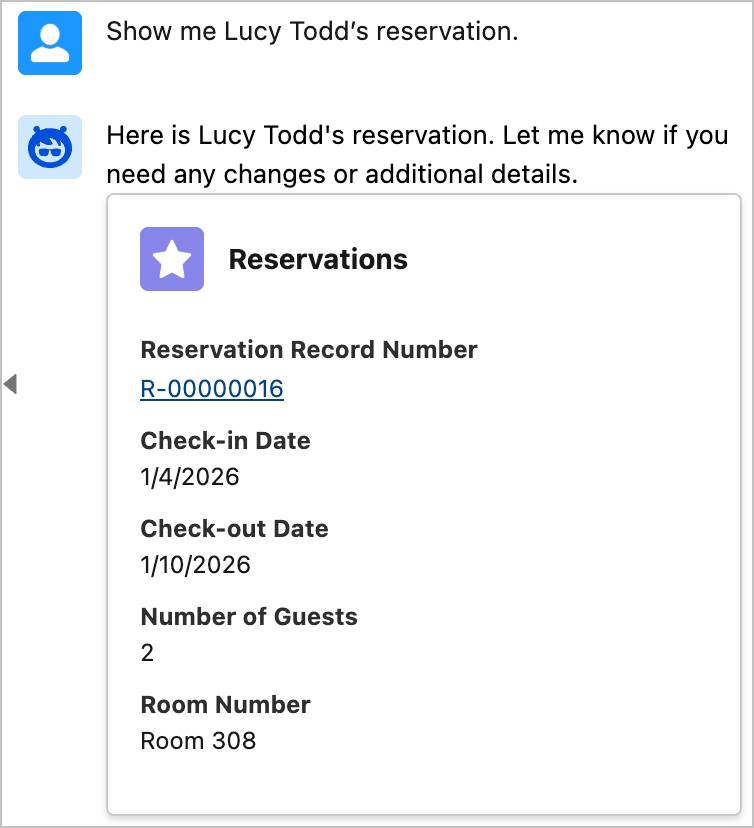 Show me Lucy Todd’s reservation.
Here is Lucy Todd's reservation. Let me know if you
need any changes or additional details.
Reservations
Reservation Record Number
R-00000016
Check-in Date
1/4/2026
Check-out Date
1/10/2026
Number of Guests
2
Room Number
Room 308